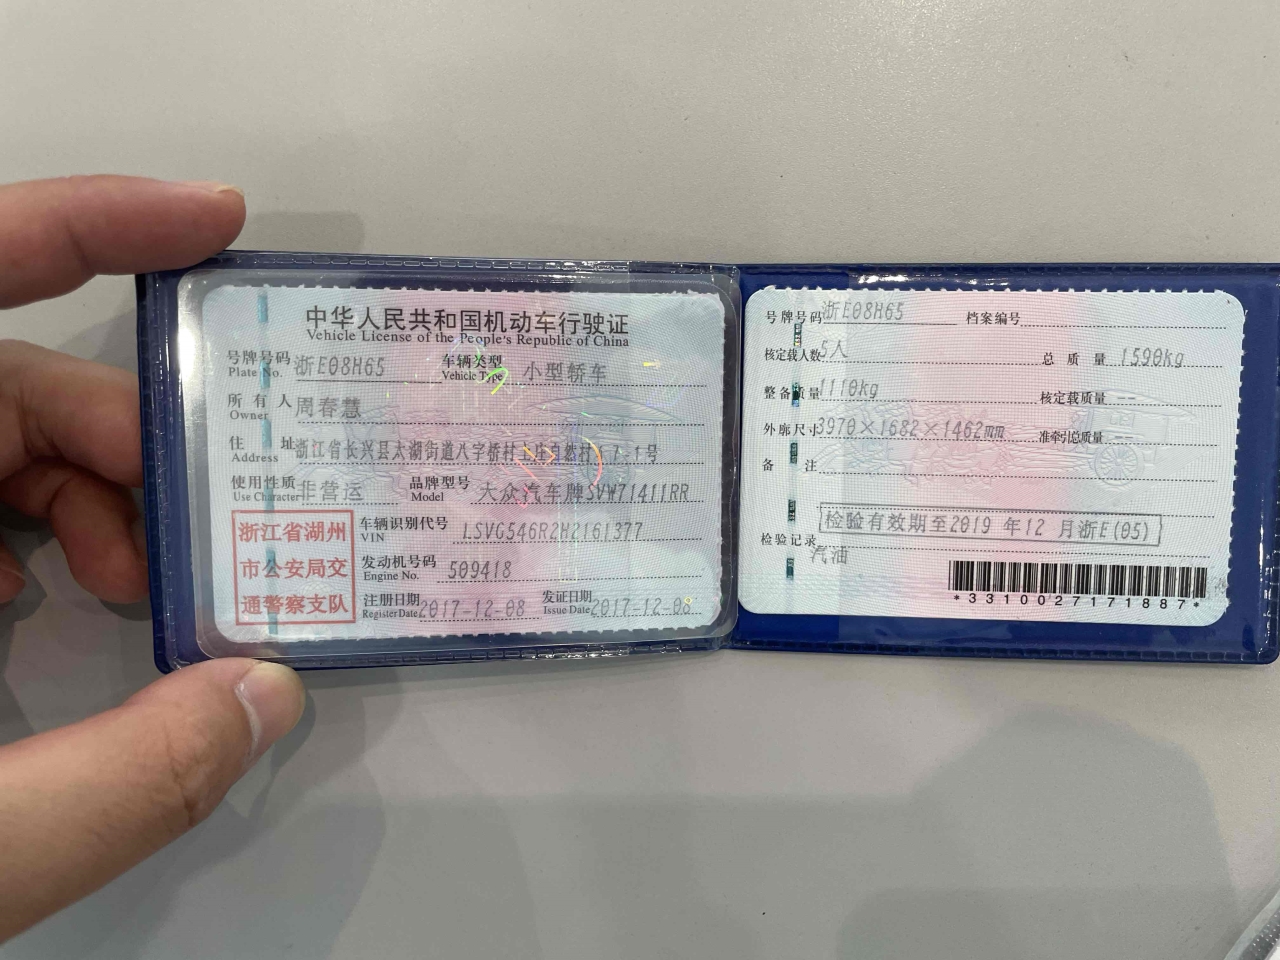 中华人民共和国机动车行驶证
Vehicle License of the People's Republic of China
号牌号码 浙E08H65 车辆类型 小型轿车
Plate No. Vehicle Type
所有人 周春慧
Owner
住址 浙江省长兴县太湖街道八字桥村 庄自然村17-1号
Address
使用性质 非营运 品牌型号 大众汽车牌SVW71411RR
Use Character Model
浙江省湖州
市公安局交
通警察支队
车辆识别代号 LSVG546R2H2161377
VIN
发动机号码 509418
Engine No.
注册日期 2017-12-08 发证日期 2017-12-08
Register Date Issue Date
号牌号码 浙E08H65 档案编号
核定载人数 5人 总质量 1590kg
整备质量 1110kg 核定载质量 --
外廓尺寸 3970×1682×1462mm 准牵引总质量 --
备注
检验有效期至2019年12月浙E(05)
检验记录
汽油
*3310027171887*